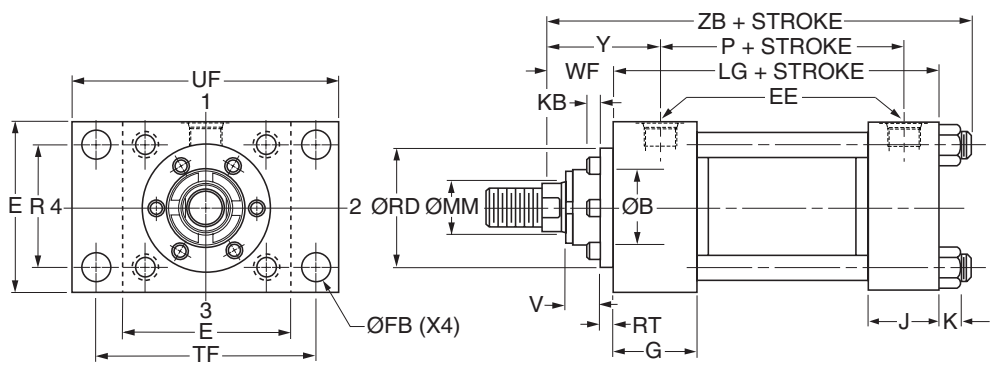 ZB + STROKE
Y
P + STROKE
UF
WF
LG + STROKE
1
KB
EE
E
R
4
2
ØRD
ØMM
ØB
V
3
E
ØFB (X4)
RT
J
K
TF
G